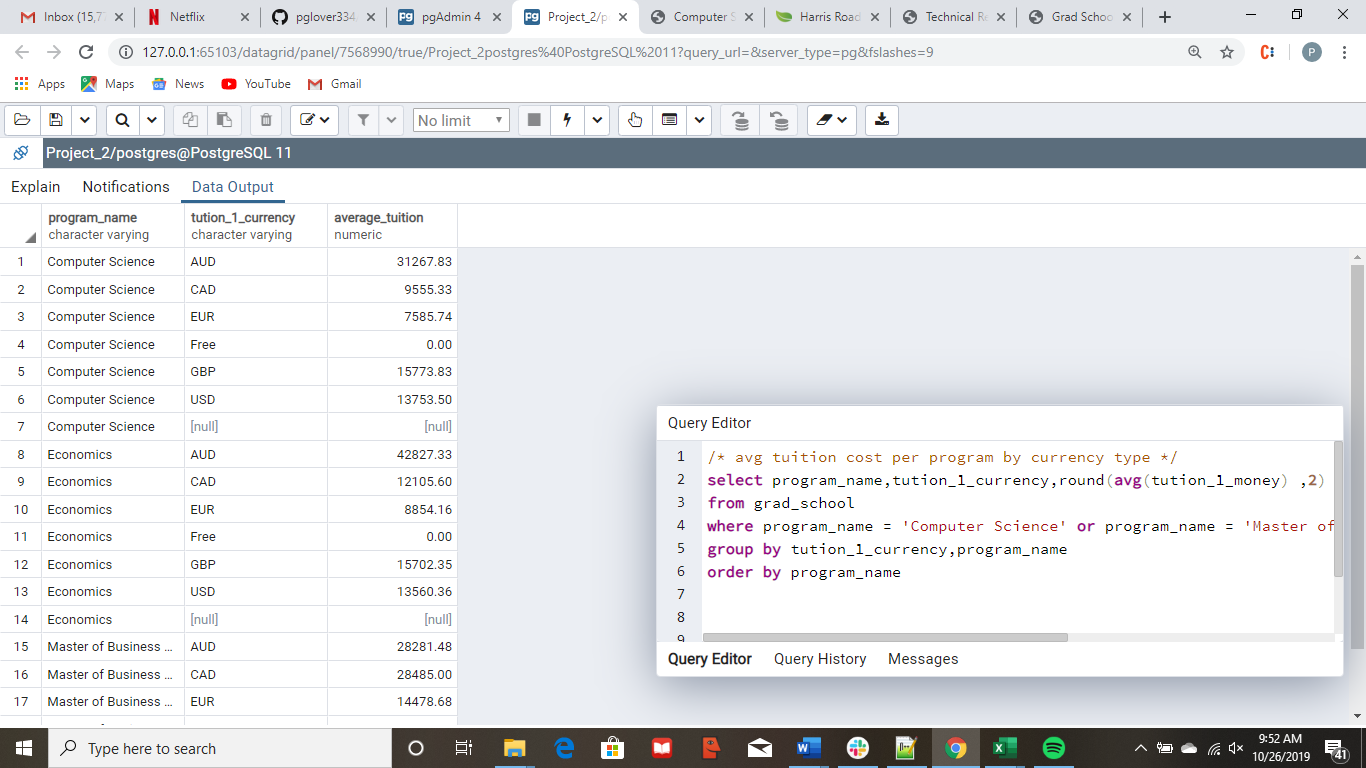 Inbox (15,7
Netflix
pglover334
pgAdmin 4
Project_2/p
Computer S
Harris Road
Technical R
Grad Schoo
127.0.0.1:65103/datagrid/panel/7568990/true/Project_2postgres%40PostgreSQL%2011?query_url=&server_type=pg&fslashes=9
C:
P
Apps
Maps
News
YouTube
Gmail
No limit
Project_2/postgres@PostgreSQL 11
Explain Notifications Data Output
program_name tution_1_currency average_tuition
character varying character varying numeric
1 Computer Science AUD 31267.83
2 Computer Science CAD 9555.33
3 Computer Science EUR 7585.74
4 Computer Science Free 0.00
5 Computer Science GBP 15773.83
6 Computer Science USD 13753.50
7 Computer Science [null] [null]
8 Economics AUD 42827.33
9 Economics CAD 12105.60
10 Economics EUR 8854.16
11 Economics Free 0.00
12 Economics GBP 15702.35
13 Economics USD 13560.36
14 Economics [null] [null]
15 Master of Business ... AUD 28281.48
16 Master of Business ... CAD 28485.00
17 Master of Business ... EUR 14478.68
Query Editor
1 /* avg tuition cost per program by currency type */
2 select program_name,tution_1_currency,round(avg(tution_1_money) ,2)
3 from grad_school
4 where program_name = 'Computer Science' or program_name = 'Master of
5 group by tution_1_currency,program_name
6 order by program_name
7
8
9
Query Editor Query History Messages
Type here to search
9:52 AM
10/26/2019
41